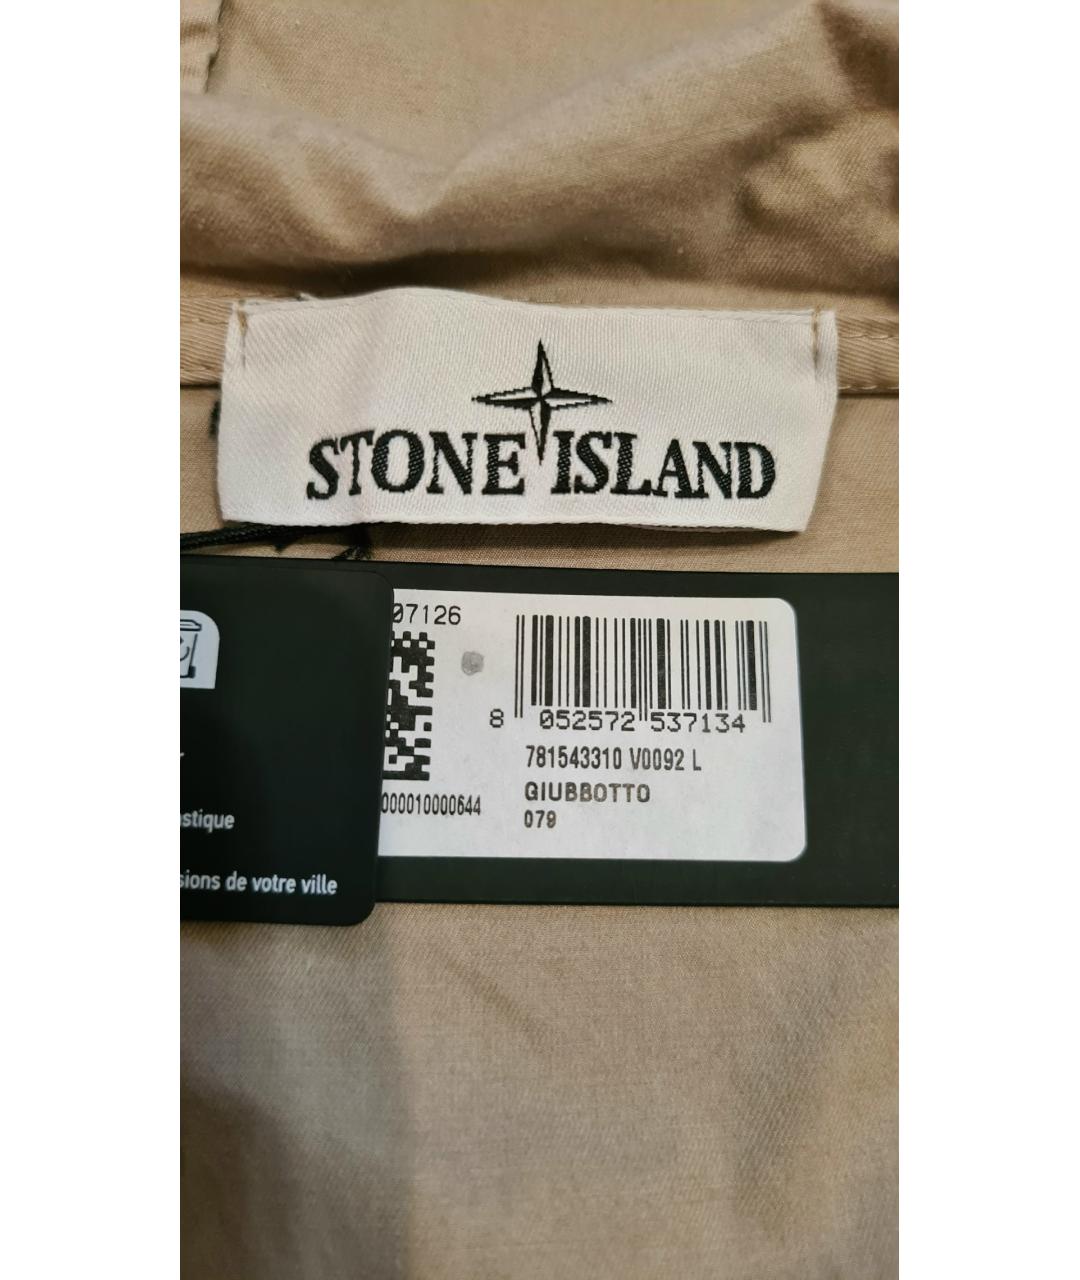 STONE ISLAND
07126
8 052572 537134
781543310 V0092 L
GIUBBOTTO
079
000010000644
stique
sions de votre ville